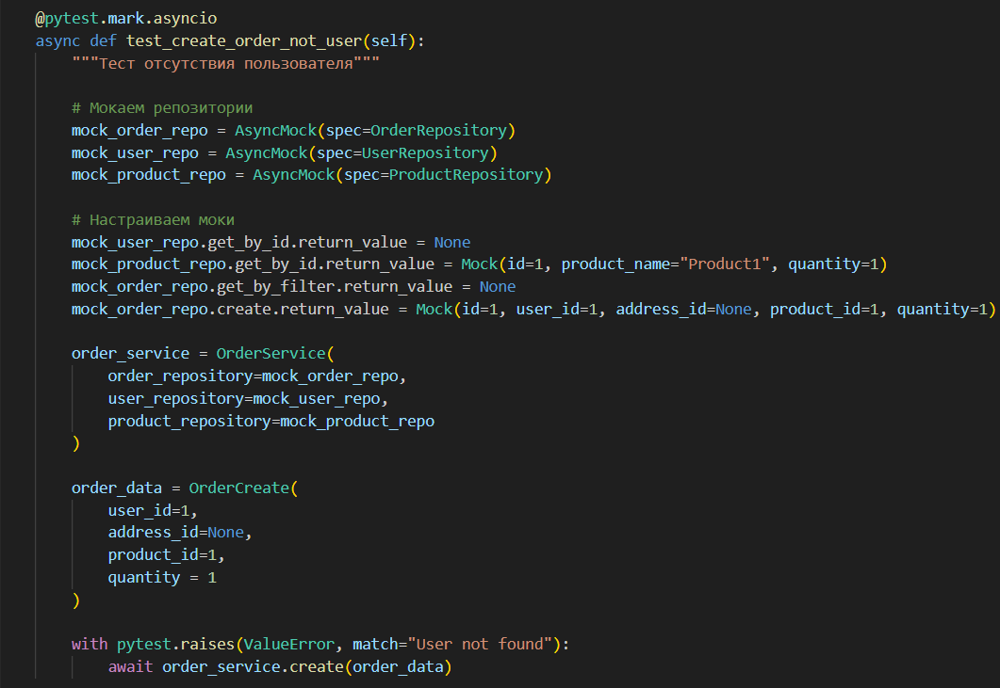 @pytest.mark.asyncio
async def test_create_order_not_user(self):
    """Тест отсутствия пользователя"""

    # Мокаем репозитории
    mock_order_repo = AsyncMock(spec=OrderRepository)
    mock_user_repo = AsyncMock(spec=UserRepository)
    mock_product_repo = AsyncMock(spec=ProductRepository)

    # Настраиваем моки
    mock_user_repo.get_by_id.return_value = None
    mock_product_repo.get_by_id.return_value = Mock(id=1, product_name="Product1", quantity=1)
    mock_order_repo.get_by_filter.return_value = None
    mock_order_repo.create.return_value = Mock(id=1, user_id=1, address_id=None, product_id=1, quantity=1)

    order_service = OrderService(
        order_repository=mock_order_repo,
        user_repository=mock_user_repo,
        product_repository=mock_product_repo
    )

    order_data = OrderCreate(
        user_id=1,
        address_id=None,
        product_id=1,
        quantity = 1
    )

    with pytest.raises(ValueError, match="User not found"):
        await order_service.create(order_data)